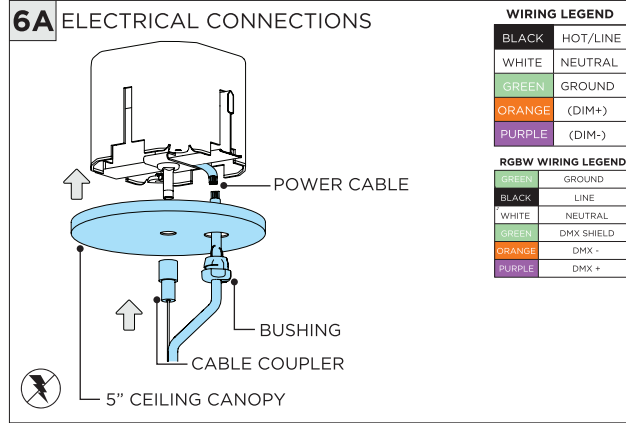 6A ELECTRICAL CONNECTIONS
POWER CABLE
BUSHING
CABLE COUPLER
5” CEILING CANOPY
WIRING LEGEND
BLACK HOT/LINE
WHITE NEUTRAL
GREEN GROUND
ORANGE (DIM+)
PURPLE (DIM-)
RGBW WIRING LEGEND
GREEN GROUND
BLACK LINE
WHITE NEUTRAL
GREEN DMX SHIELD
ORANGE DMX -
PURPLE DMX +